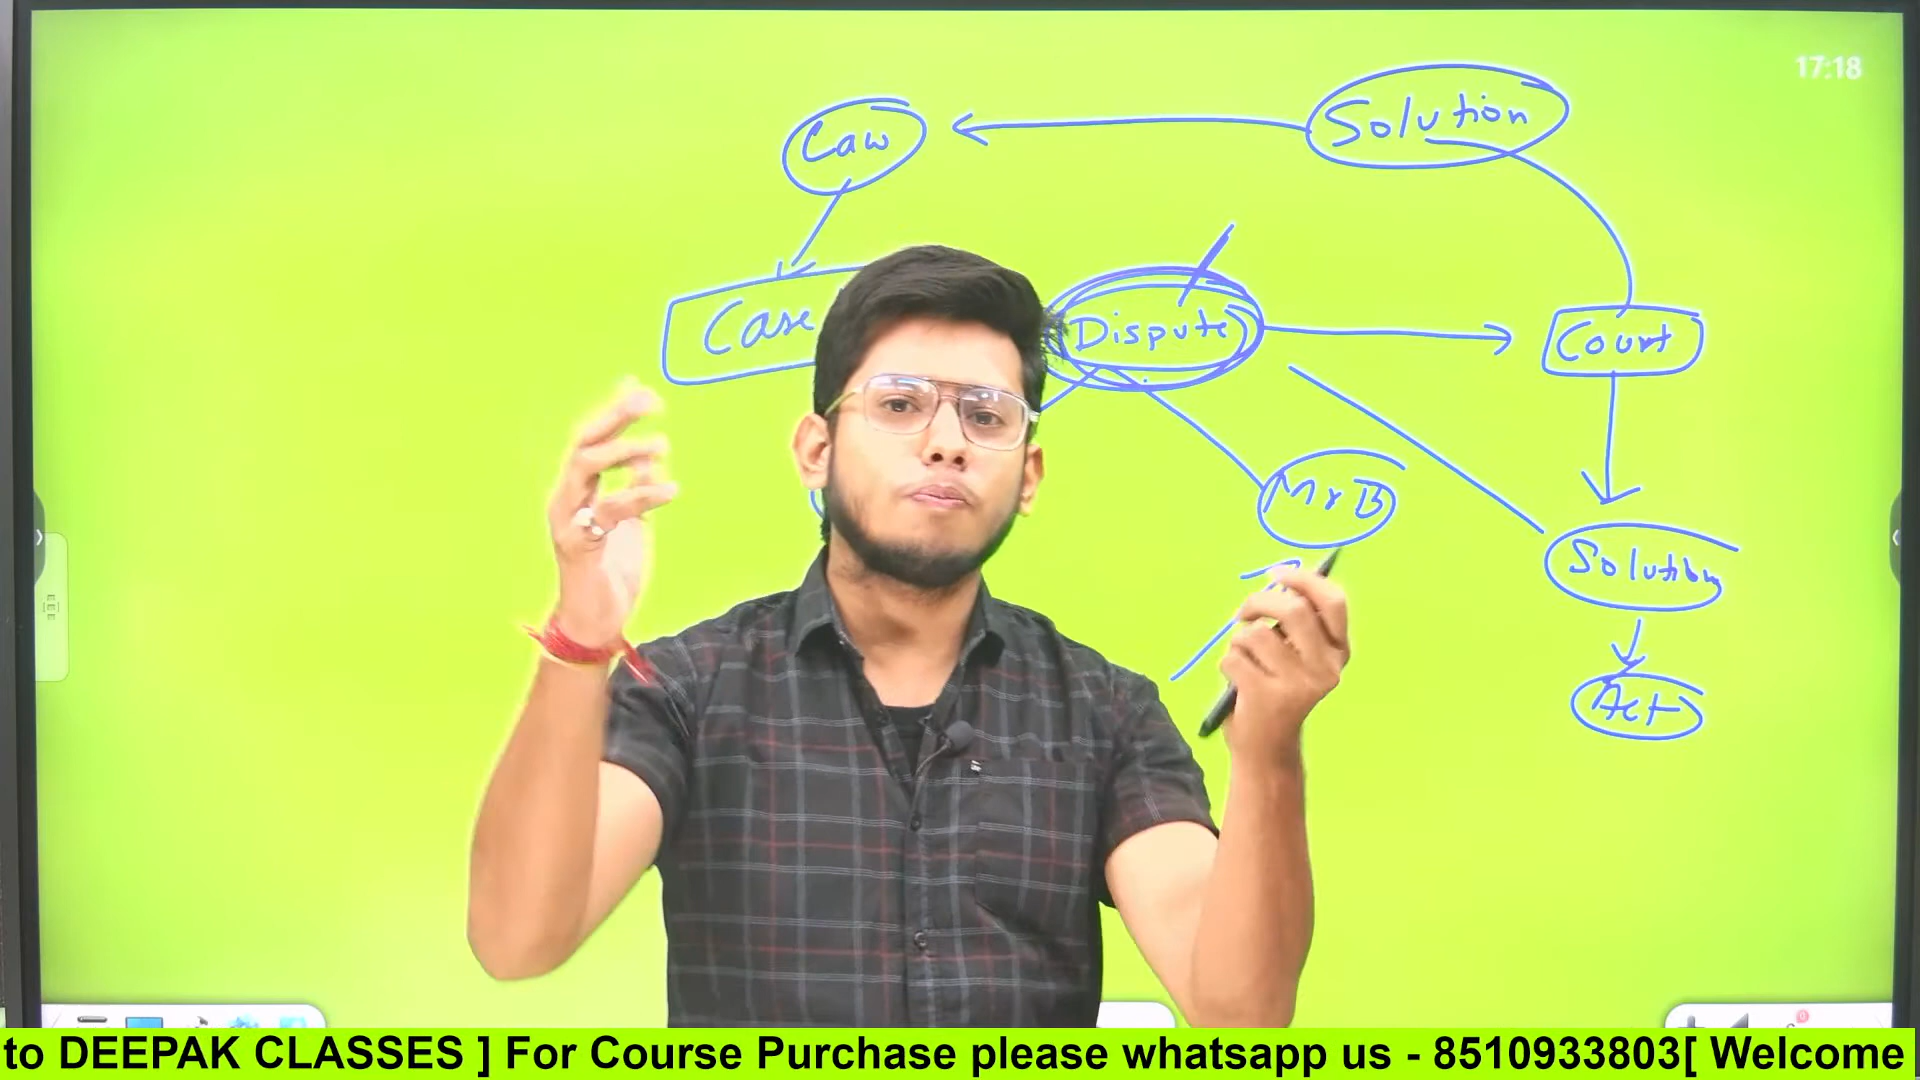 17:18
Law
Solution
Case
Dispute
Court
Mr B
Solution
Act
to DEEPAK CLASSES ] For Course Purchase please whatsapp us - 8510933803[ Welcome